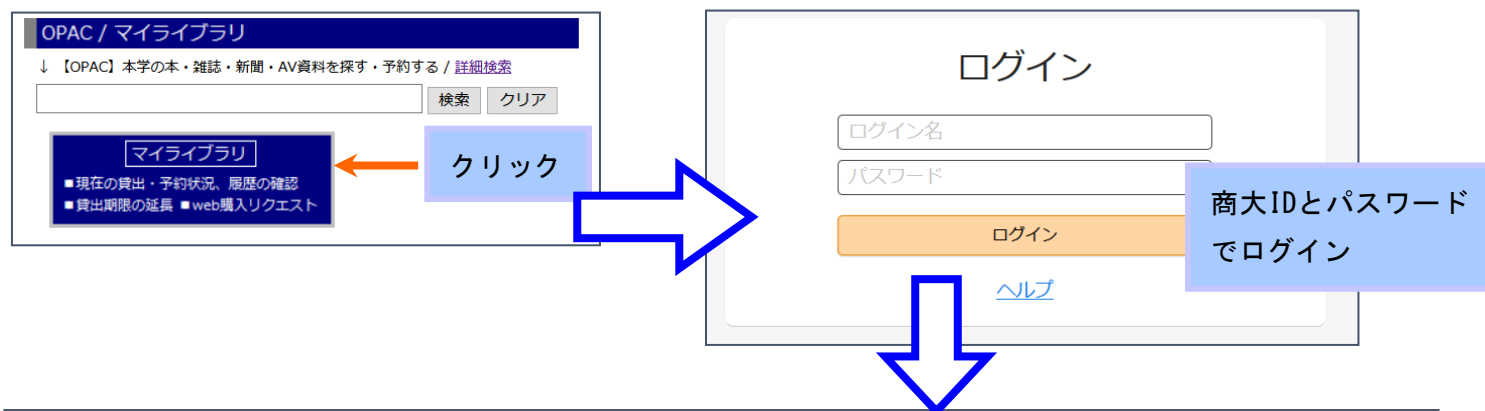 OPAC / マイライブラリ
↓ 【OPAC】本学の本・雑誌・新聞・AV資料を探す・予約する / 詳細検索
検索 クリア
マイライブラリ
■現在の貸出・予約状況、履歴の確認
■貸出期限の延長 ■web購入リクエスト
クリック
ログイン
ログイン名
パスワード
ログイン
ヘルプ
商大IDとパスワード
でログイン